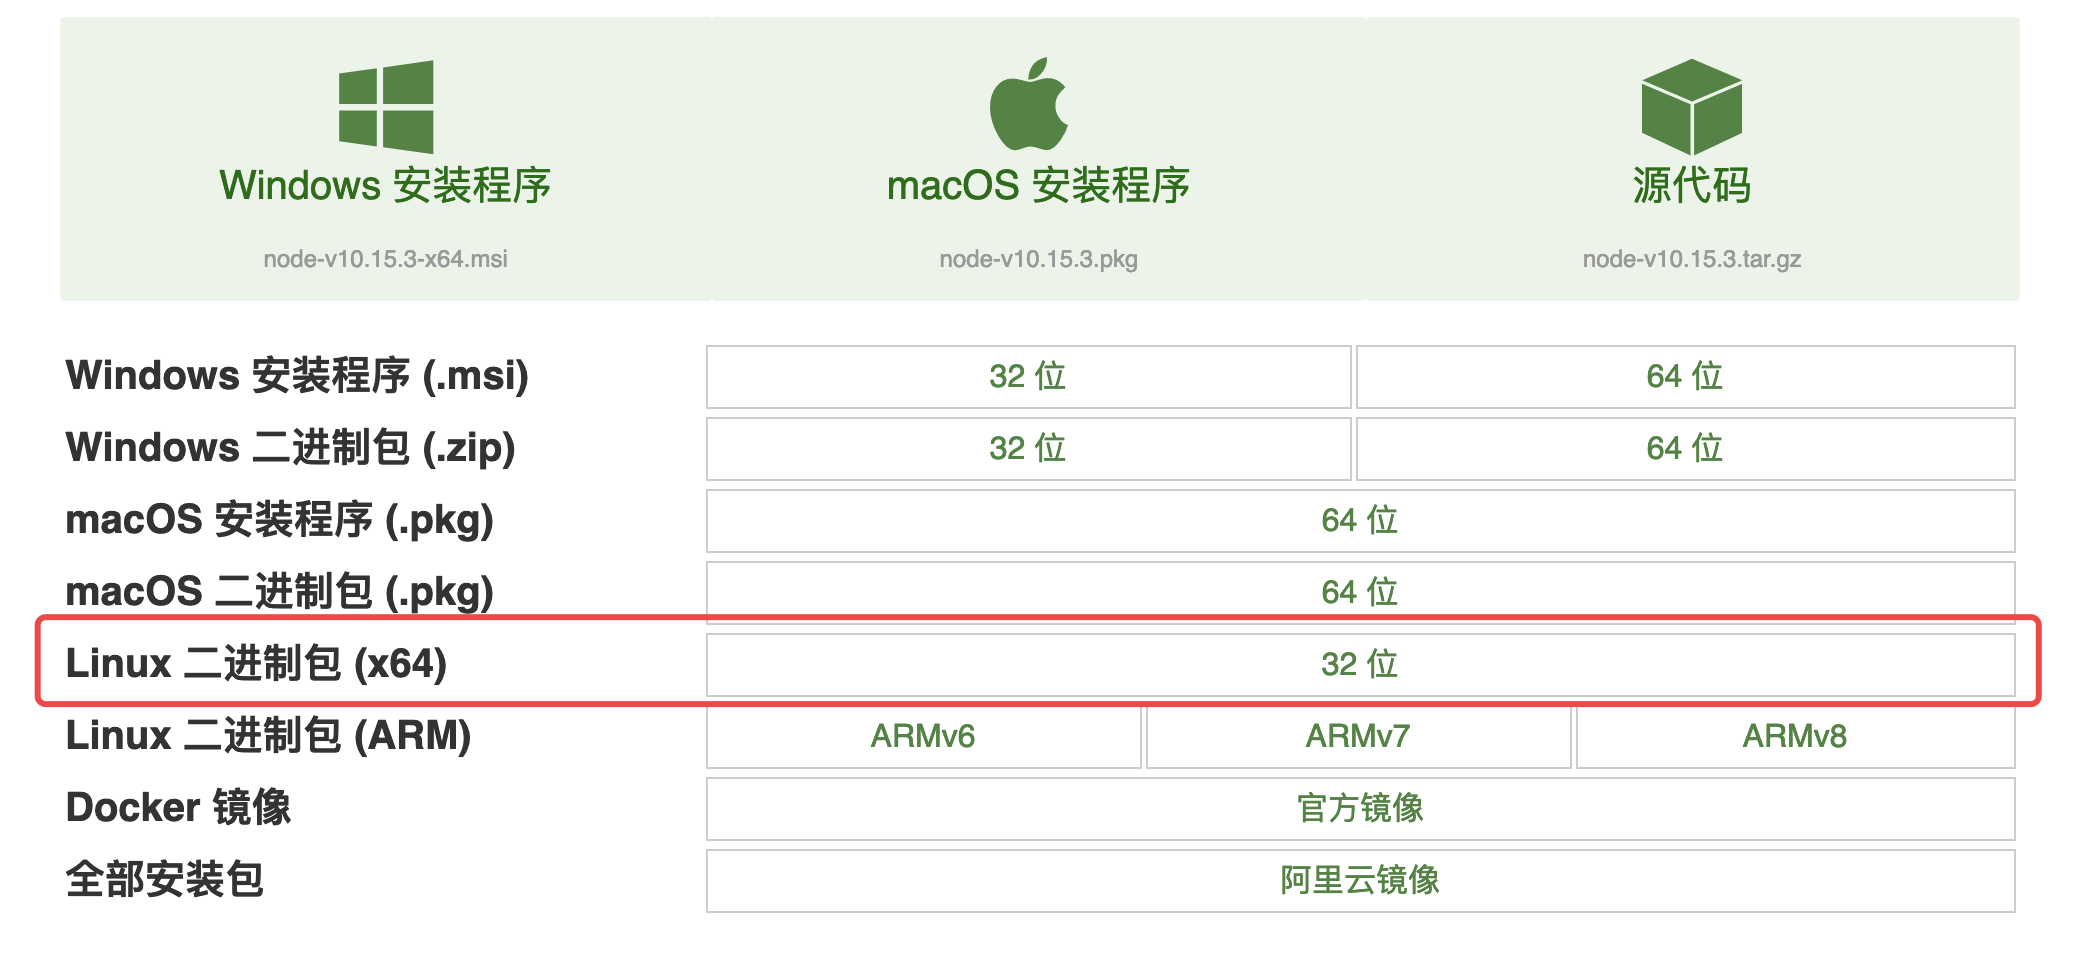 Windows 安装程序
macOS 安装程序
源代码
node-v10.15.3-x64.msi
node-v10.15.3.pkg
node-v10.15.3.tar.gz
Windows 安装程序 (.msi)
32 位
64 位
Windows 二进制包 (.zip)
32 位
64 位
macOS 安装程序 (.pkg)
64 位
macOS 二进制包 (.pkg)
64 位
Linux 二进制包 (x64)
32 位
Linux 二进制包 (ARM)
ARMv6
ARMv7
ARMv8
Docker 镜像
官方镜像
全部安装包
阿里云镜像